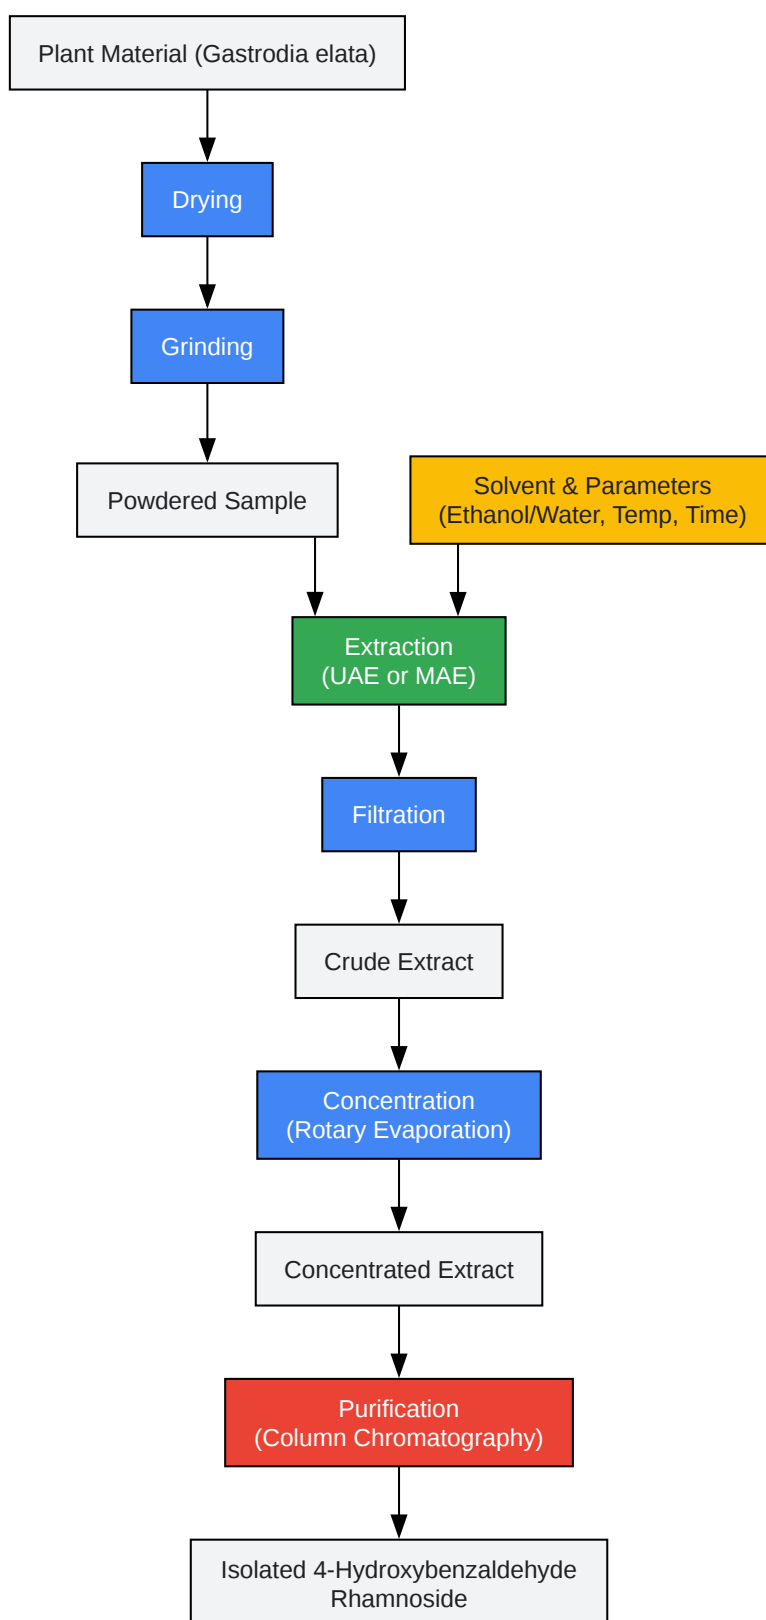 Plant Material (Gastrodia elata)
Drying
Grinding
Powdered Sample
Solvent & Parameters
(Ethanol/Water, Temp, Time)
Extraction
(UAE or MAE)
Filtration
Crude Extract
Concentration
(Rotary Evaporation)
Concentrated Extract
Purification
(Column Chromatography)
Isolated 4-Hydroxybenzaldehyde
Rhamnoside